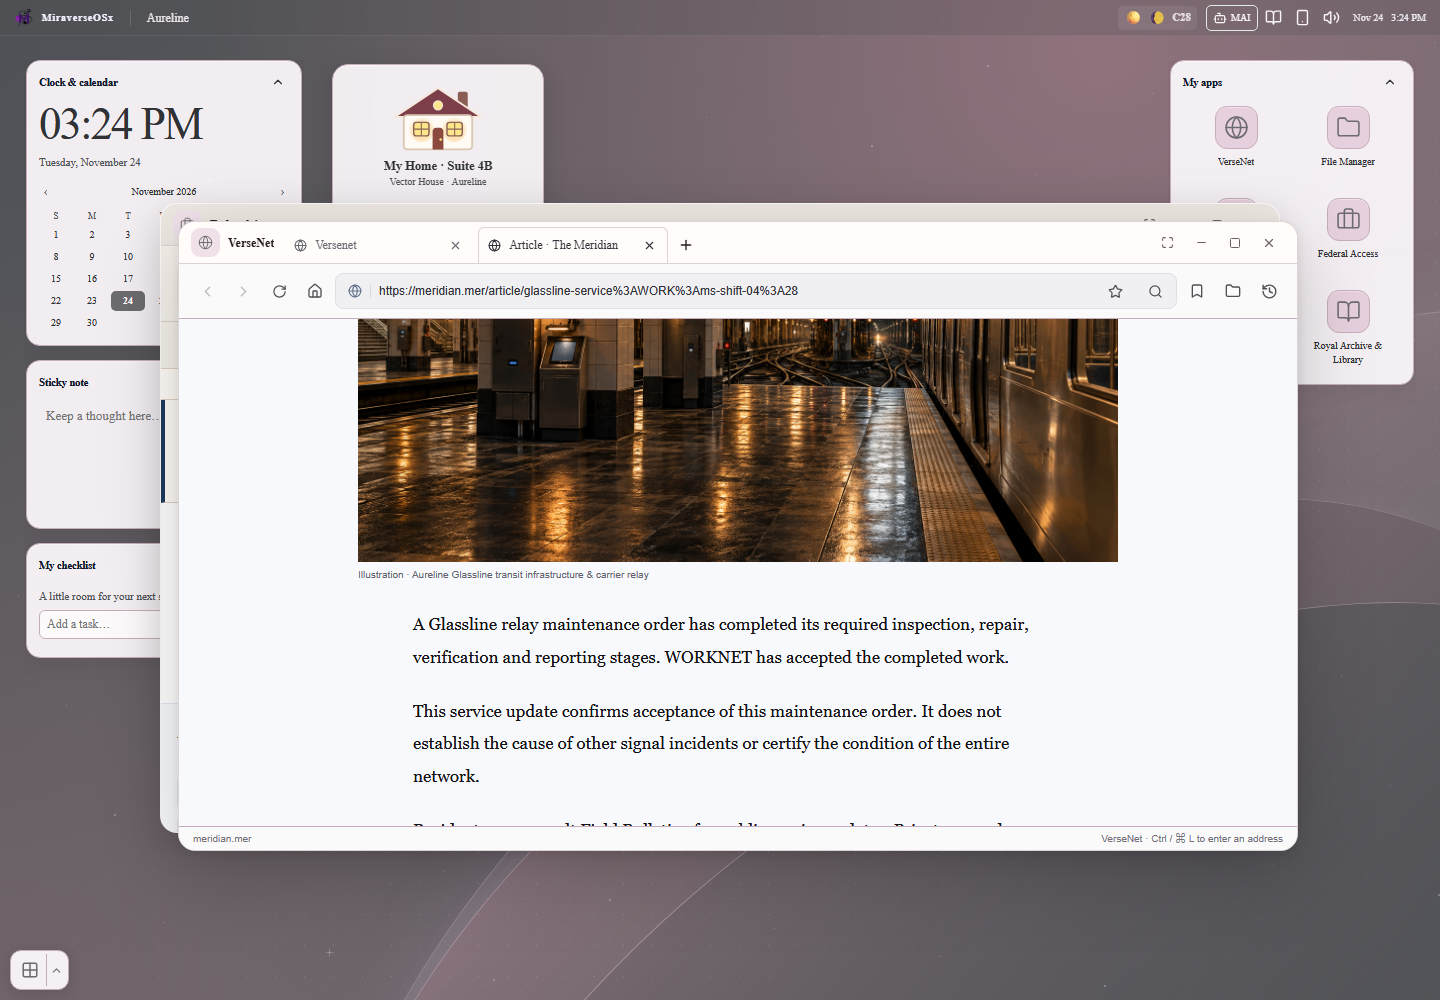 MiraverseOSx
Aureline
C28
MAI
Nov 24 3:24 PM
Clock & calendar
03:24 PM
Tuesday, November 24
November 2026
S M T
1 2 3
8 9 10
15 16 17
22 23 24
29 30
Sticky note
Keep a thought here…
My checklist
A little room for your next
Add a task…
My Home · Suite 4B
Vector House · Aureline
My apps
VerseNet
File Manager
Federal Access
Royal Archive &
Library
VerseNet
Versenet
Article · The Meridian
https://meridian.mer/article/glassline-service%3AWORK%3Ams-shift-04%3A28
Illustration · Aureline Glassline transit infrastructure & carrier relay
A Glassline relay maintenance order has completed its required inspection, repair,
verification and reporting stages. WORKNET has accepted the completed work.
This service update confirms acceptance of this maintenance order. It does not
establish the cause of other signal incidents or certify the condition of the entire
network.
meridian.mer
VerseNet · Ctrl / ⌘ L to enter an address